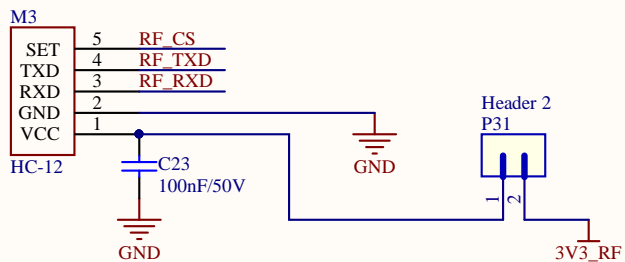 M3
SET 5 RF_CS
TXD 4 RF_TXD
RXD 3 RF_RXD
GND 2
VCC 1
HC-12
C23
100nF/50V
GND
GND
Header 2
P31
1 2
3V3_RF